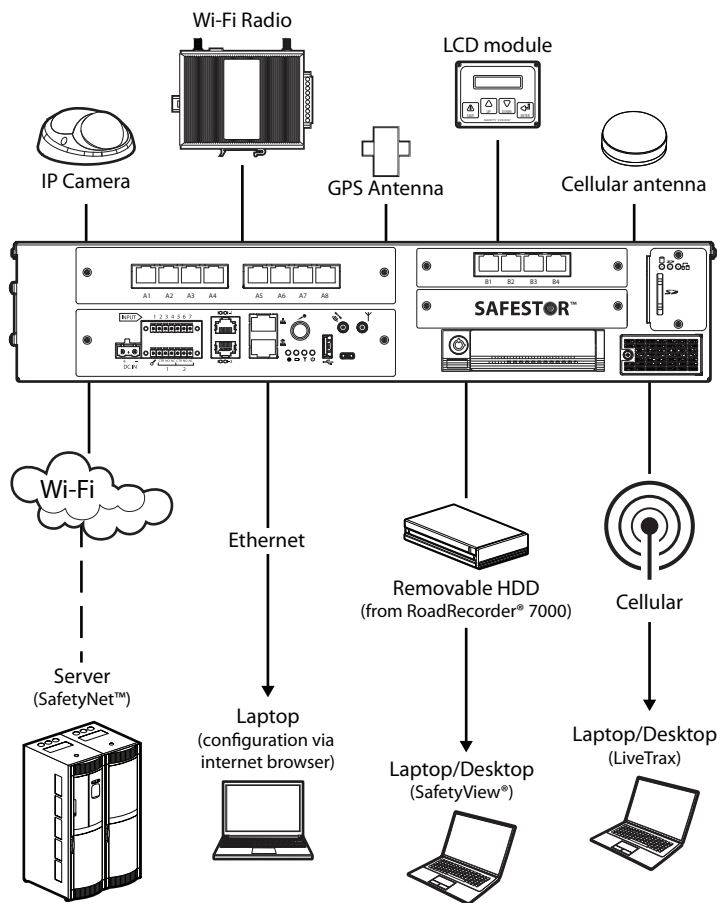 Wi-Fi Radio
LCD module
IP Camera
GPS Antenna
Cellular antenna
A1 A2 A3 A4 A5 A6 A7 A8
B1 B2 B3 B4
SAFESTOR™
INPUT 1 2 3 4 5 6 7
DC IN
1 2
Wi-Fi
Ethernet
Removable HDD
(from RoadRecorder® 7000)
Cellular
Server
(SafetyNet™)
Laptop
(configuration via
internet browser)
Laptop/Desktop
(SafetyView®)
Laptop/Desktop
(LiveTrax)